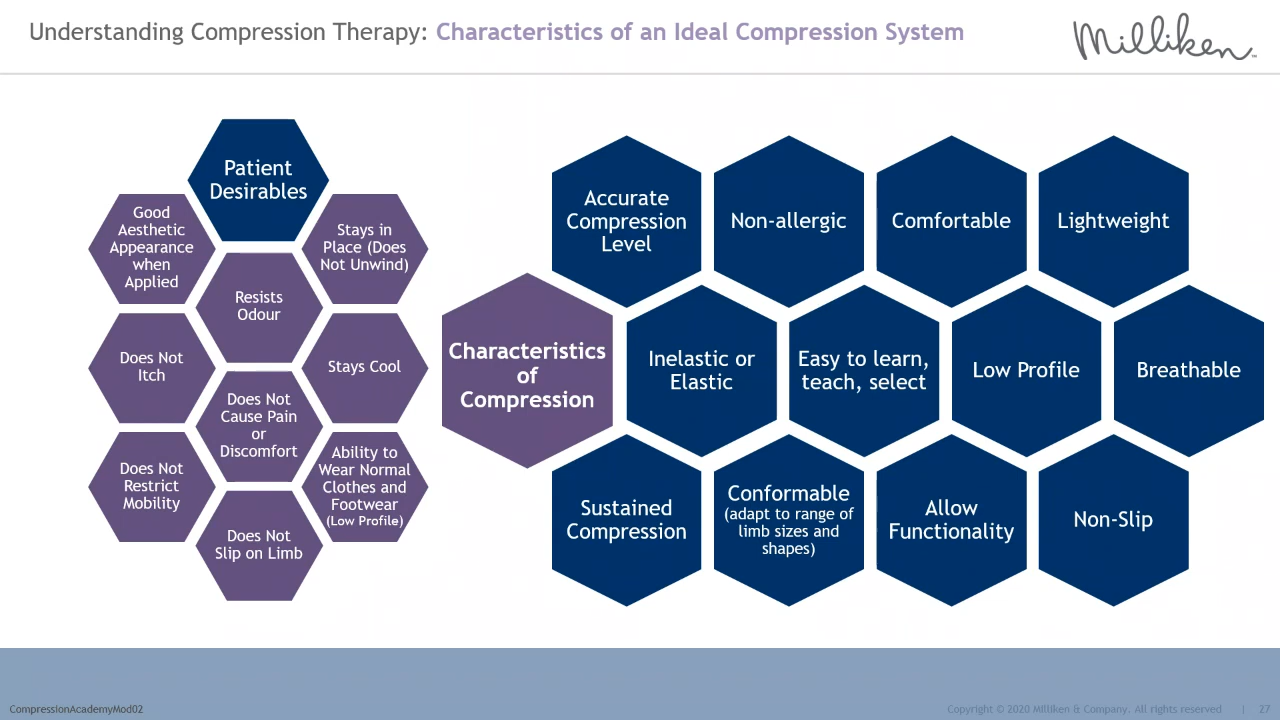 Understanding Compression Therapy: Characteristics of an Ideal Compression System
Milliken™
Patient
Desirables
Good
Aesthetic
Appearance
when
Applied
Stays in
Place (Does
Not Unwind)
Resists
Odour
Does Not
Itch
Stays Cool
Does Not
Cause Pain
or
Discomfort
Does Not
Restrict
Mobility
Ability to
Wear Normal
Clothes and
Footwear
(Low Profile)
Does Not
Slip on Limb
Characteristics
of
Compression
Accurate
Compression
Level
Non-allergic
Comfortable
Lightweight
Inelastic or
Elastic
Easy to learn,
teach, select
Low Profile
Breathable
Sustained
Compression
Conformable
(adapt to range of
limb sizes and
shapes)
Allow
Functionality
Non-Slip
CompressionAcademyMod02
Copyright © 2020 Milliken & Company. All rights reserved | 27